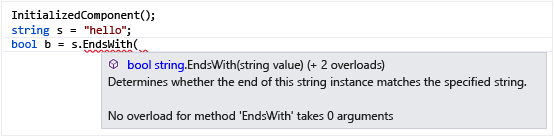 InitializedComponent();
string s = "hello";
bool b = s.EndsWith(
bool string.EndsWith(string value) (+ 2 overloads)
Determines whether the end of this string instance matches the specified string.
No overload for method 'EndsWith' takes 0 arguments